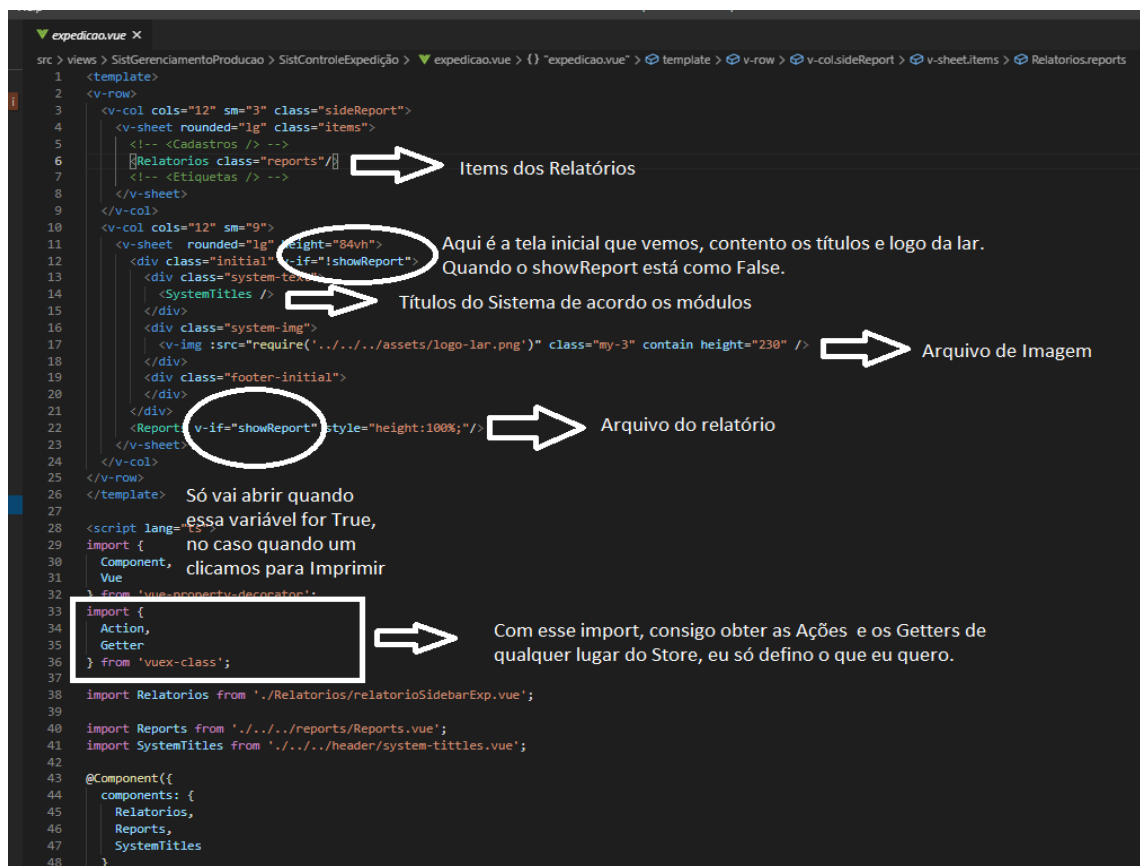 expedicao.vue ×
src > views > SistGerenciamentoProducao > SistControleExpedição > expedicao.vue > {} "expedicao.vue" > template > v-row > v-col.sideReport > v-sheet.items > Relatorios.reports
1 <template>
2 <v-row>
3 <v-col cols="12" sm="3" class="sideReport">
4 <v-sheet rounded="lg" class="items">
5 <!-- <Cadastros /> -->
6 <Relatorios class="reports"/>
Items dos Relatórios
7 <!-- <Etiquetas /> -->
8 </v-sheet>
9 </v-col>
10 <v-col cols="12" sm="9">
11 <v-sheet rounded="lg" height="84vh">
Aqui é a tela inicial que vemos, contento os títulos e logo da lar.
Quando o showReport está como False.
12 <div class="initial" v-if="!showReport">
13 <div class="system-text">
14 <SystemTitles />
Títulos do Sistema de acordo os módulos
15 </div>
16 <div class="system-img">
17 <v-img :src="require('../../../assets/logo-lar.png')" class="my-3" contain height="230" />
Arquivo de Imagem
18 </div>
19 <div class="footer-initial">
20 </div>
21 </div>
22 <Reports v-if="showReport" style="height:100%;"/>
Arquivo do relatório
23 </v-sheet>
24 </v-col>
25 </v-row>
26 </template>
Só vai abrir quando
essa variável for True,
no caso quando um
clicamos para Imprimir
27
28 <script lang="ts">
29 import {
30 Component,
31 Vue
32 } from 'vue-property-decorator';
33 import {
34 Action,
35 Getter
36 } from 'vuex-class';
Com esse import, consigo obter as Ações e os Getters de
qualquer lugar do Store, eu só defino o que eu quero.
37
38 import Relatorios from './Relatorios/relatorioSidebarExp.vue';
39
40 import Reports from './../../reports/Reports.vue';
41 import SystemTitles from './../../header/system-tittles.vue';
42
43 @Component({
44 components: {
45 Relatorios,
46 Reports,
47 SystemTitles
48 }